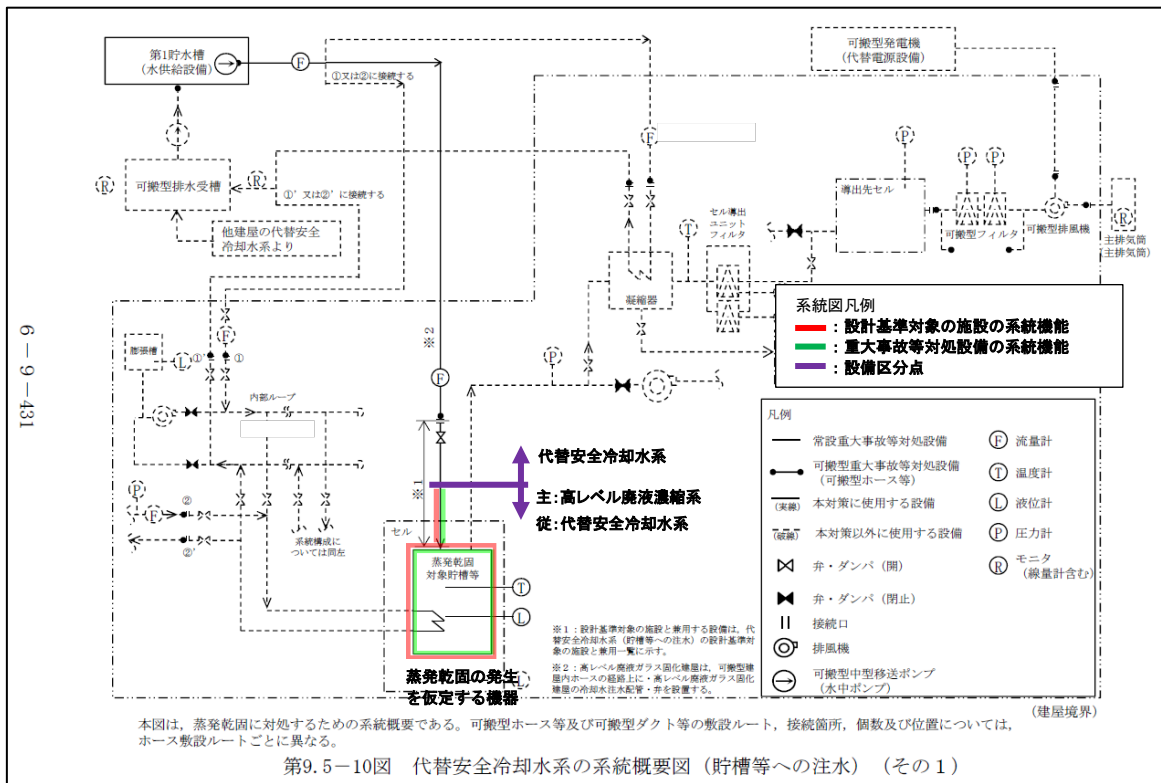 第1貯水槽
(水供給設備)
F
①又は②に接続する
可搬型発電機
(代替電源設備)
F
P
P
P
R
可搬型排水受槽
R
①’又は②’に接続する
他建屋の代替安全
冷却水系より
導出先セル
セル導出
ユニット
フィルタ
T
可搬型フィルタ
可搬型排風機
R
主排気筒
(主排気筒)
凝縮器
※2
F
膨張槽
L
①’
①
F
P
内部ループ
6-9-431
系統図凡例
:設計基準対象の施設の系統機能
:重大事故等対処設備の系統機能
:設備区分点
代替安全冷却水系
※1
主:高レベル廃液濃縮系
従:代替安全冷却水系
P
F
②
②’
系統構成に
ついては同左
セル
蒸発乾固
対象貯槽等
T
L
L
蒸発乾固の発生
を仮定する機器
※1:設計基準対象の施設と兼用する設備は,代
替安全冷却水系(貯槽等への注水)の設計基準対
象の施設と兼用一覧に示す。
※2:高レベル廃液ガラス固化建屋は,可搬型建
屋内ホースの経路上に・高レベル廃液ガラス固化
建屋の冷却水注水配管・弁を設置する。
凡例
常設重大事故等対処設備
可搬型重大事故等対処設備
(可搬型ホース等)
(実線) 本対策に使用する設備
(破線) 本対策以外に使用する設備
弁・ダンパ(開)
弁・ダンパ(閉止)
接続口
排風機
可搬型中型移送ポンプ
(水中ポンプ)
F 流量計
T 温度計
L 液位計
P 圧力計
R モニタ
(線量計含む)
(建屋境界)
本図は,蒸発乾固に対処するための系統概要である。可搬型ホース等及び可搬型ダクト等の敷設ルート,接続箇所,個数及び位置については,
ホース敷設ルートごとに異なる。
第9.5-10図 代替安全冷却水系の系統概要図(貯槽等への注水)(その1)